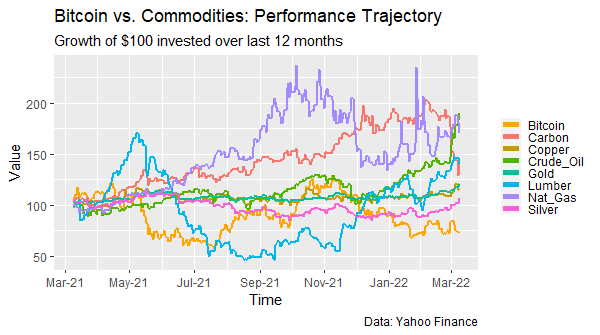 Bitcoin vs. Commodities: Performance Trajectory
Growth of $100 invested over last 12 months
Value
200
150
100
50
Mar-21 May-21 Jul-21 Sep-21 Nov-21 Jan-22 Mar-22
Time
Bitcoin
Carbon
Copper
Crude_Oil
Gold
Lumber
Nat_Gas
Silver
Data: Yahoo Finance